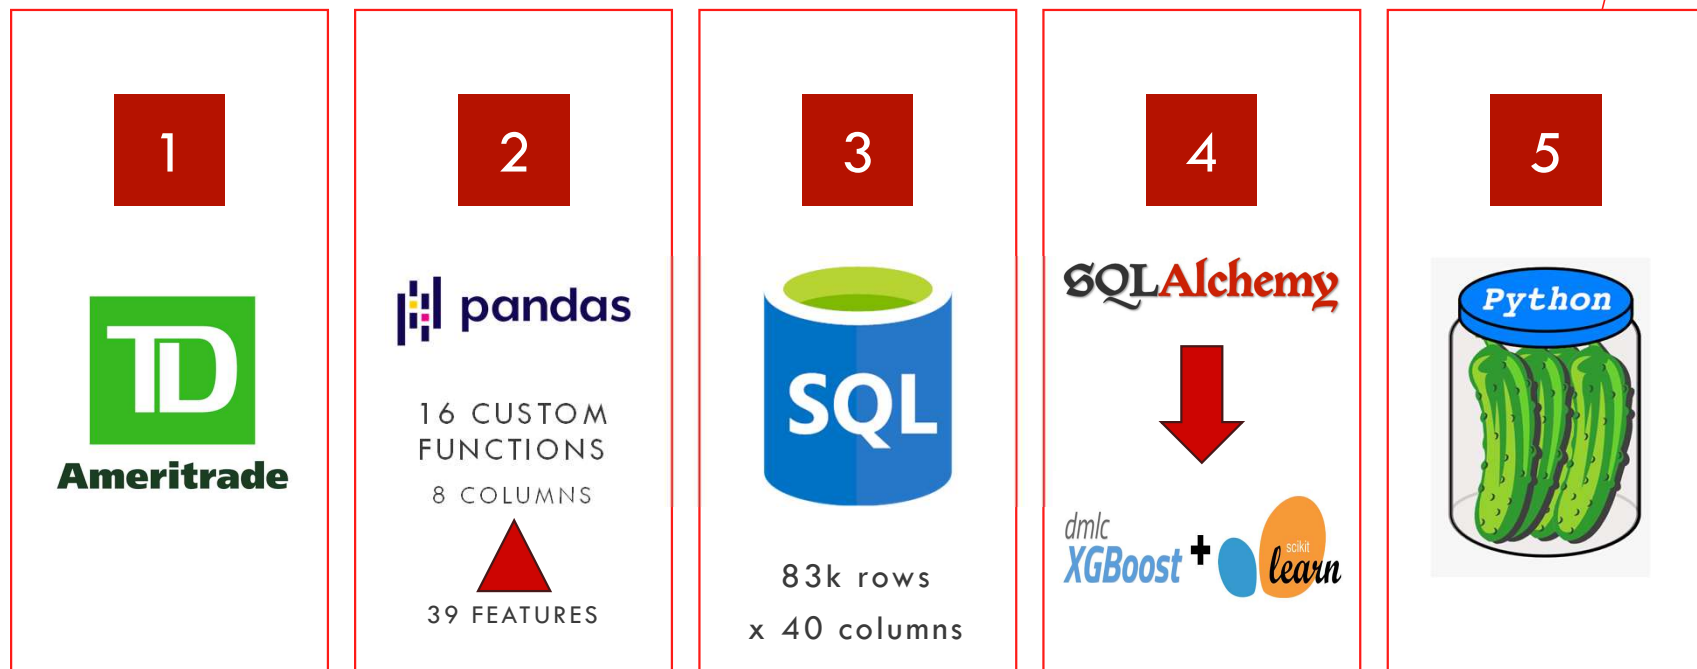 1
TD
Ameritrade
2
pandas
16 CUSTOM
FUNCTIONS
8 COLUMNS
39 FEATURES
3
SQL
83k rows
x 40 columns
4
SQLAlchemy
dmlc
XGBoost + scikit
learn
5
Python